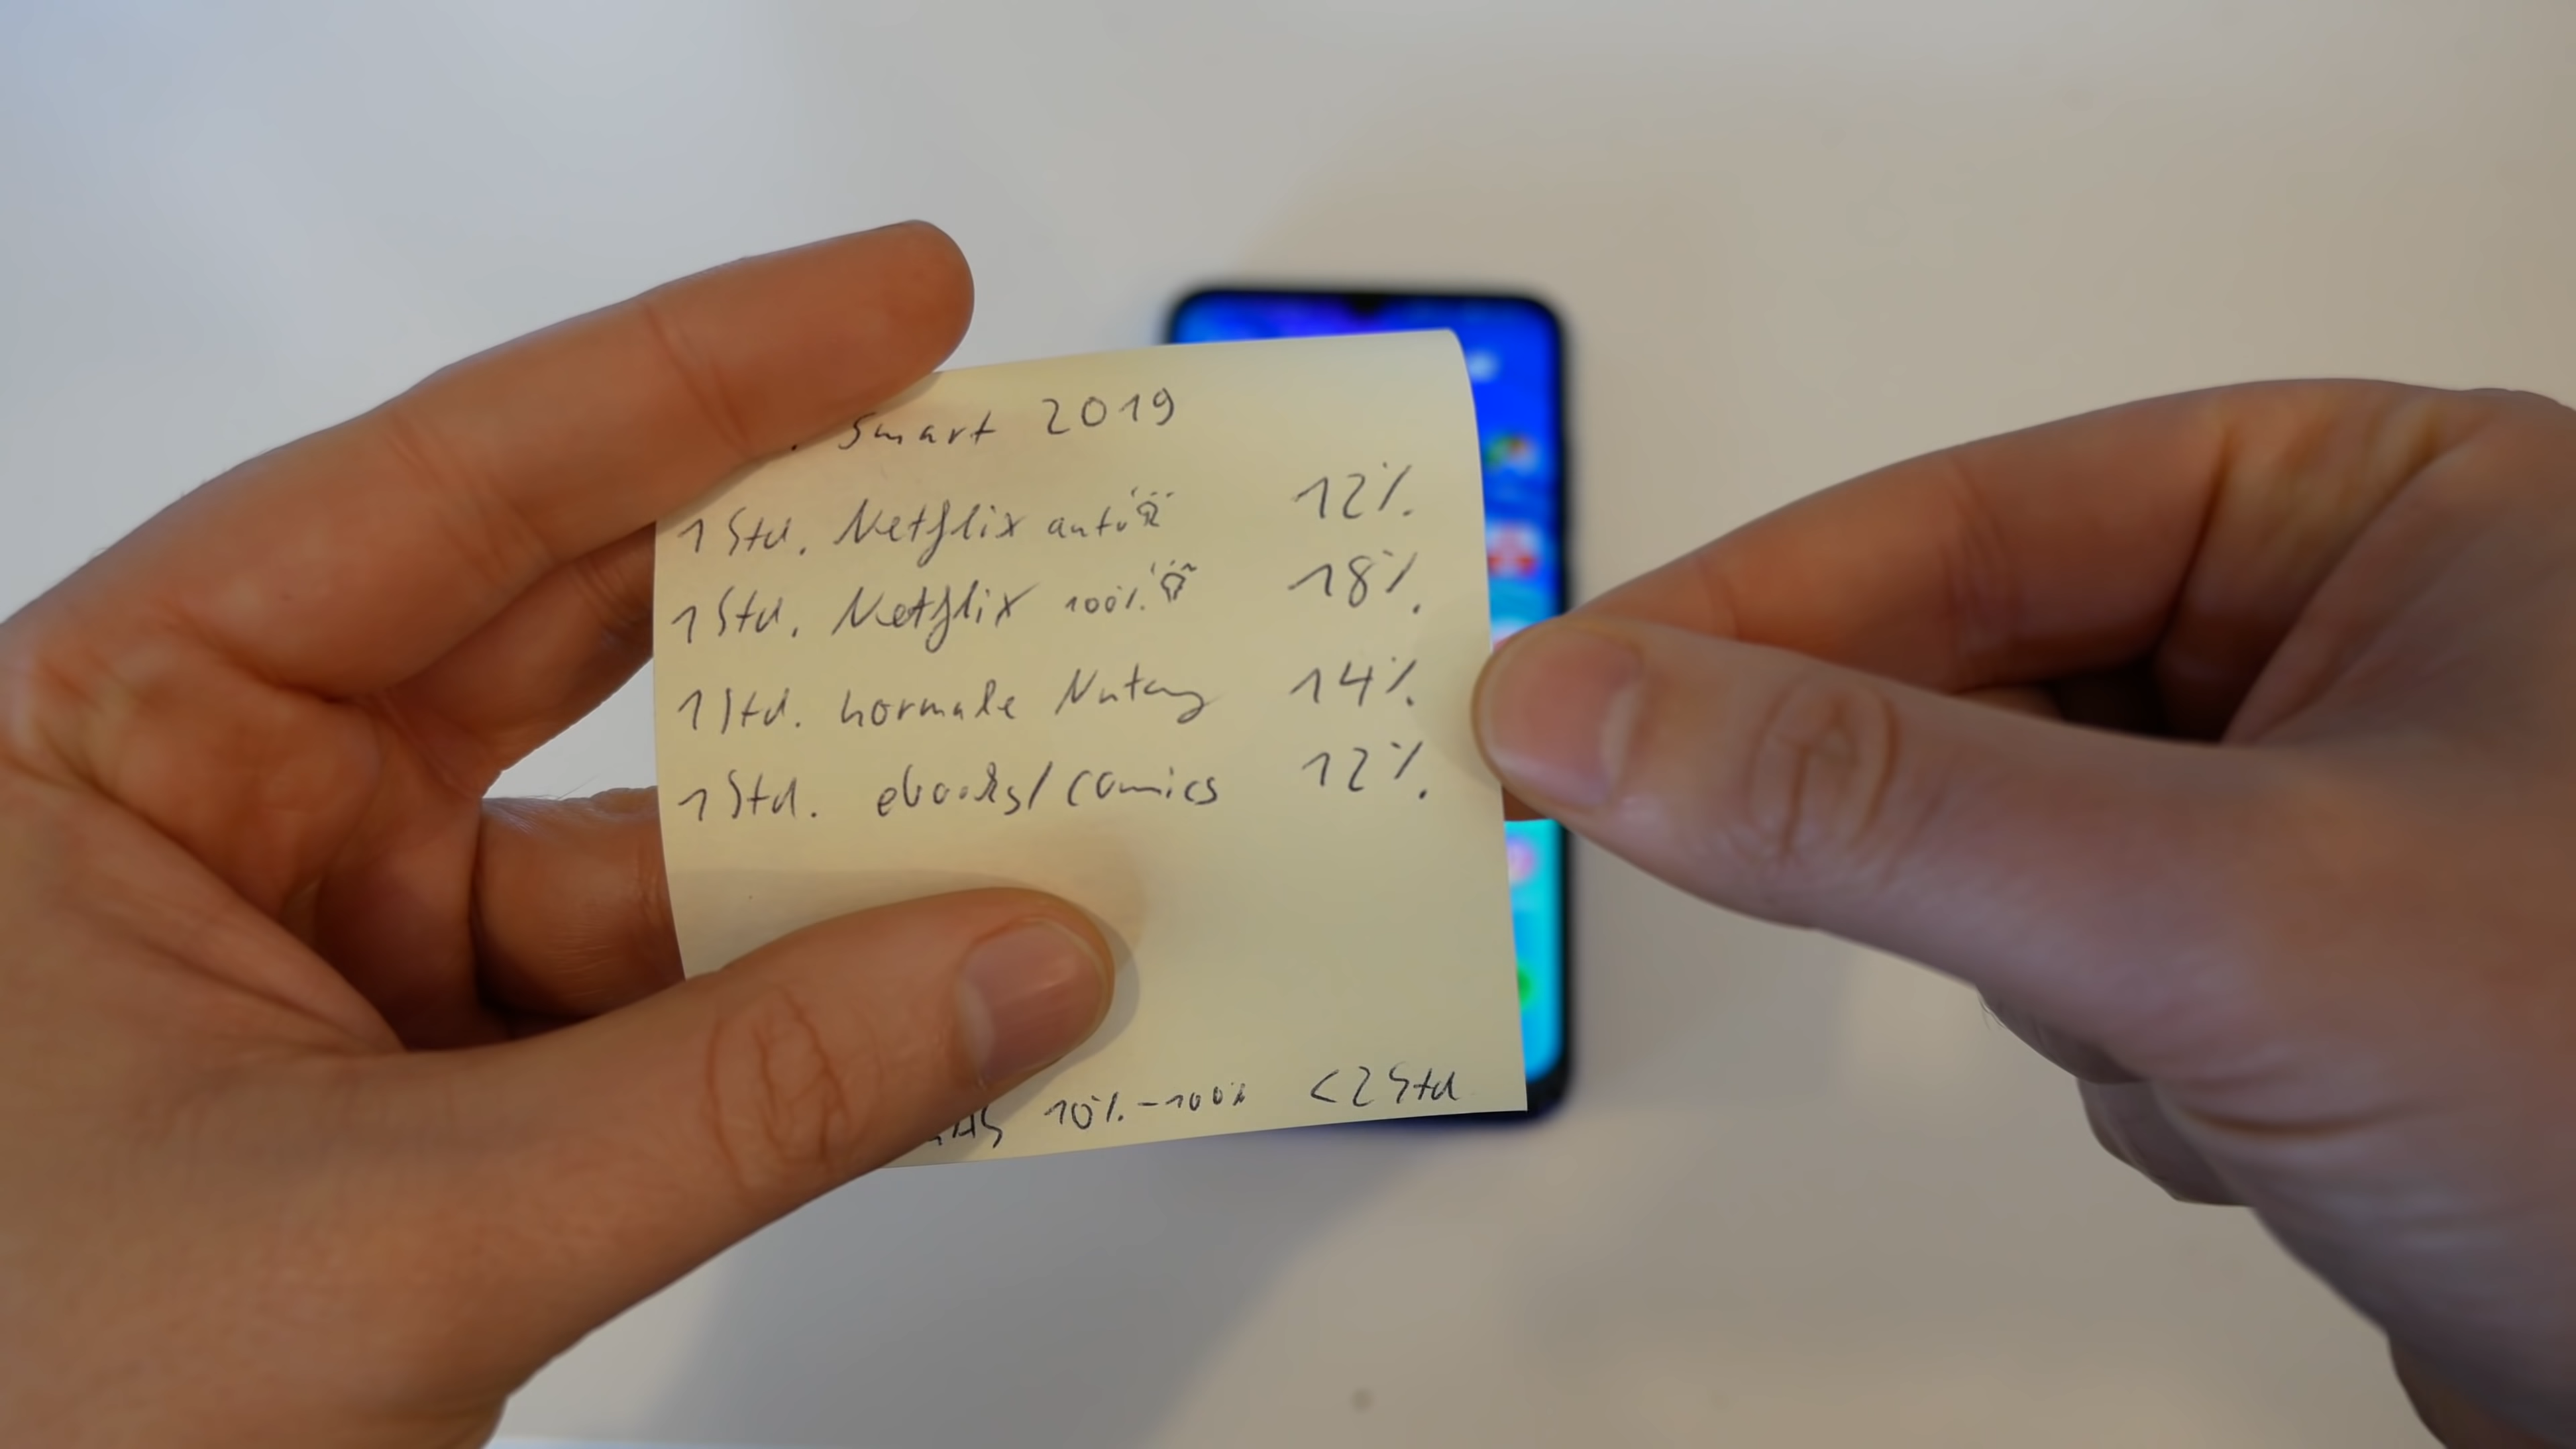 . Smart 2019
1 Std. Netflix auto 12%
1 Std. Netflix 100% 18%
1 Std. normale Nutzung 14%
1 Std. ebooks/comics 12%
10%-100% <2 Std